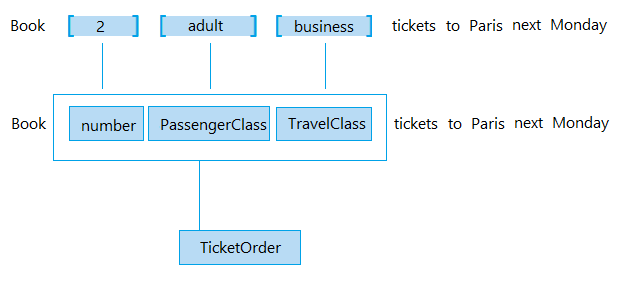 Book [ 2 ] [ adult ] [ business ] tickets to Paris next Monday
Book number PassengerClass TravelClass tickets to Paris next Monday
TicketOrder